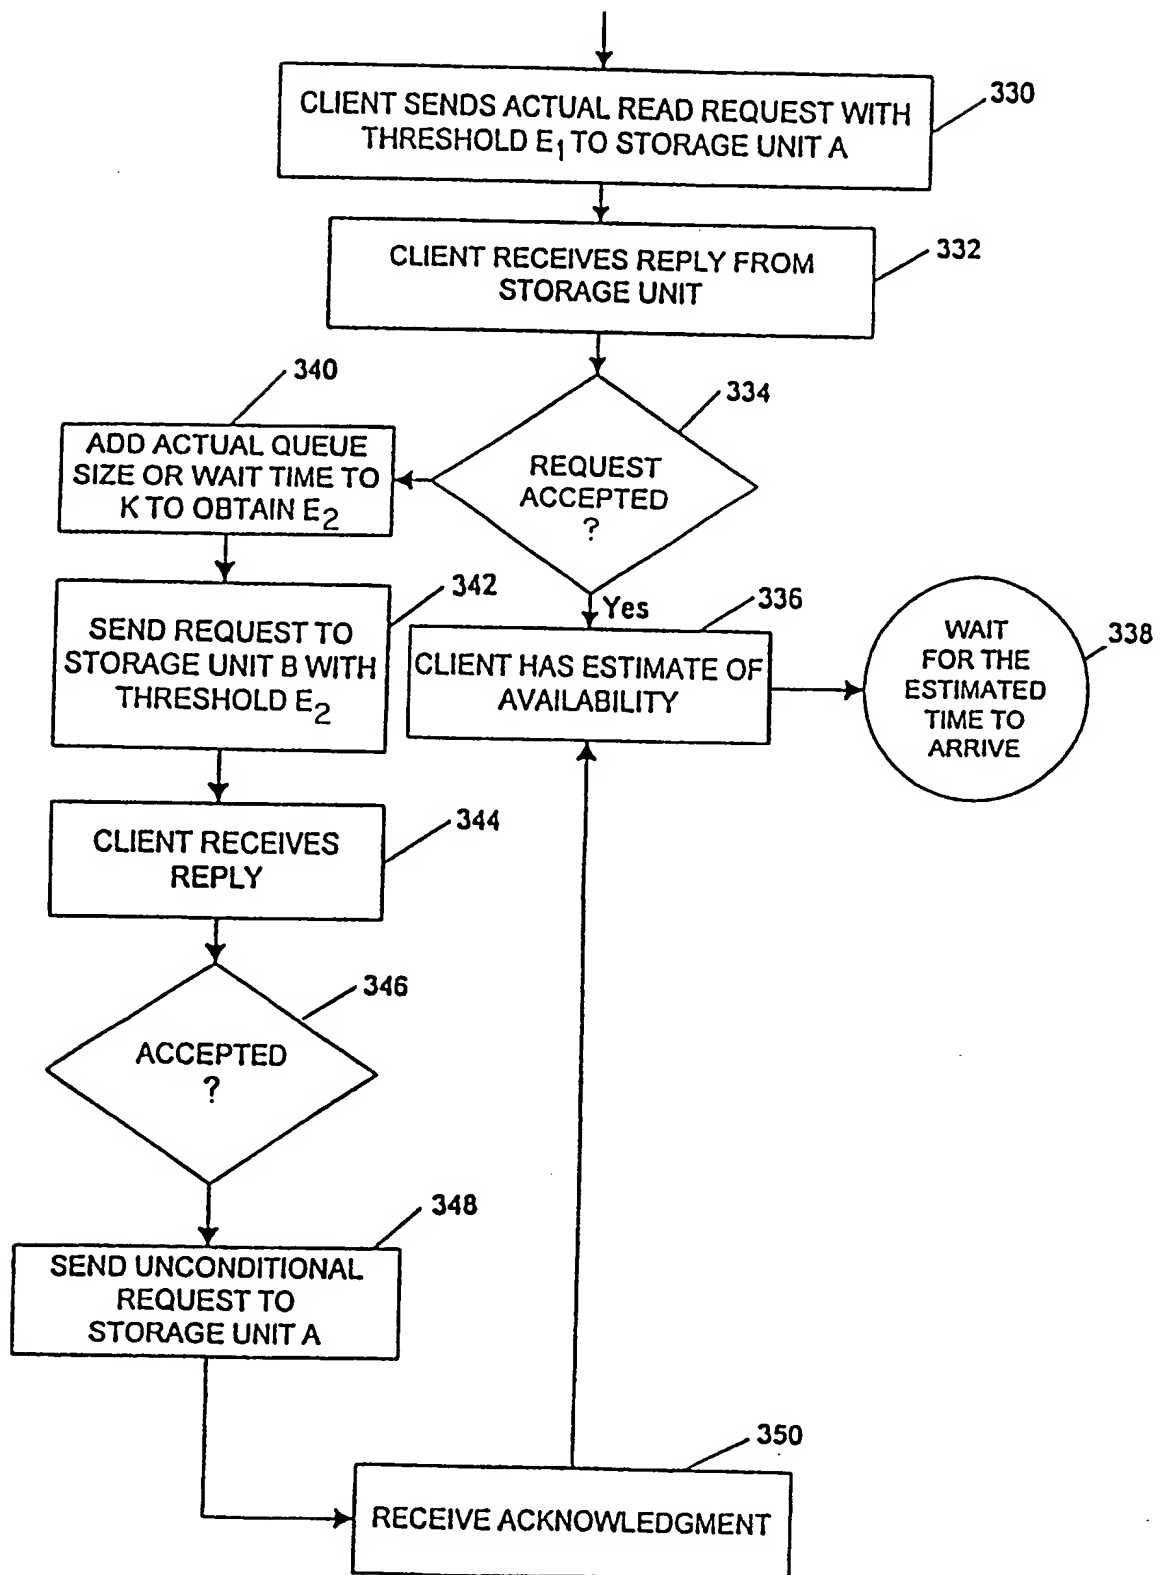 CLIENT SENDS ACTUAL READ REQUEST WITH
THRESHOLD E1 TO STORAGE UNIT A
330
CLIENT RECEIVES REPLY FROM
STORAGE UNIT
332
340
334
ADD ACTUAL QUEUE
SIZE OR WAIT TIME TO
K TO OBTAIN E2
REQUEST
ACCEPTED
?
Yes
342
336
SEND REQUEST TO
STORAGE UNIT B WITH
THRESHOLD E2
CLIENT HAS ESTIMATE OF
AVAILABILITY
WAIT
FOR THE
ESTIMATED
TIME TO
ARRIVE
338
344
CLIENT RECEIVES
REPLY
346
ACCEPTED
?
348
SEND UNCONDITIONAL
REQUEST TO
STORAGE UNIT A
350
RECEIVE ACKNOWLEDGMENT